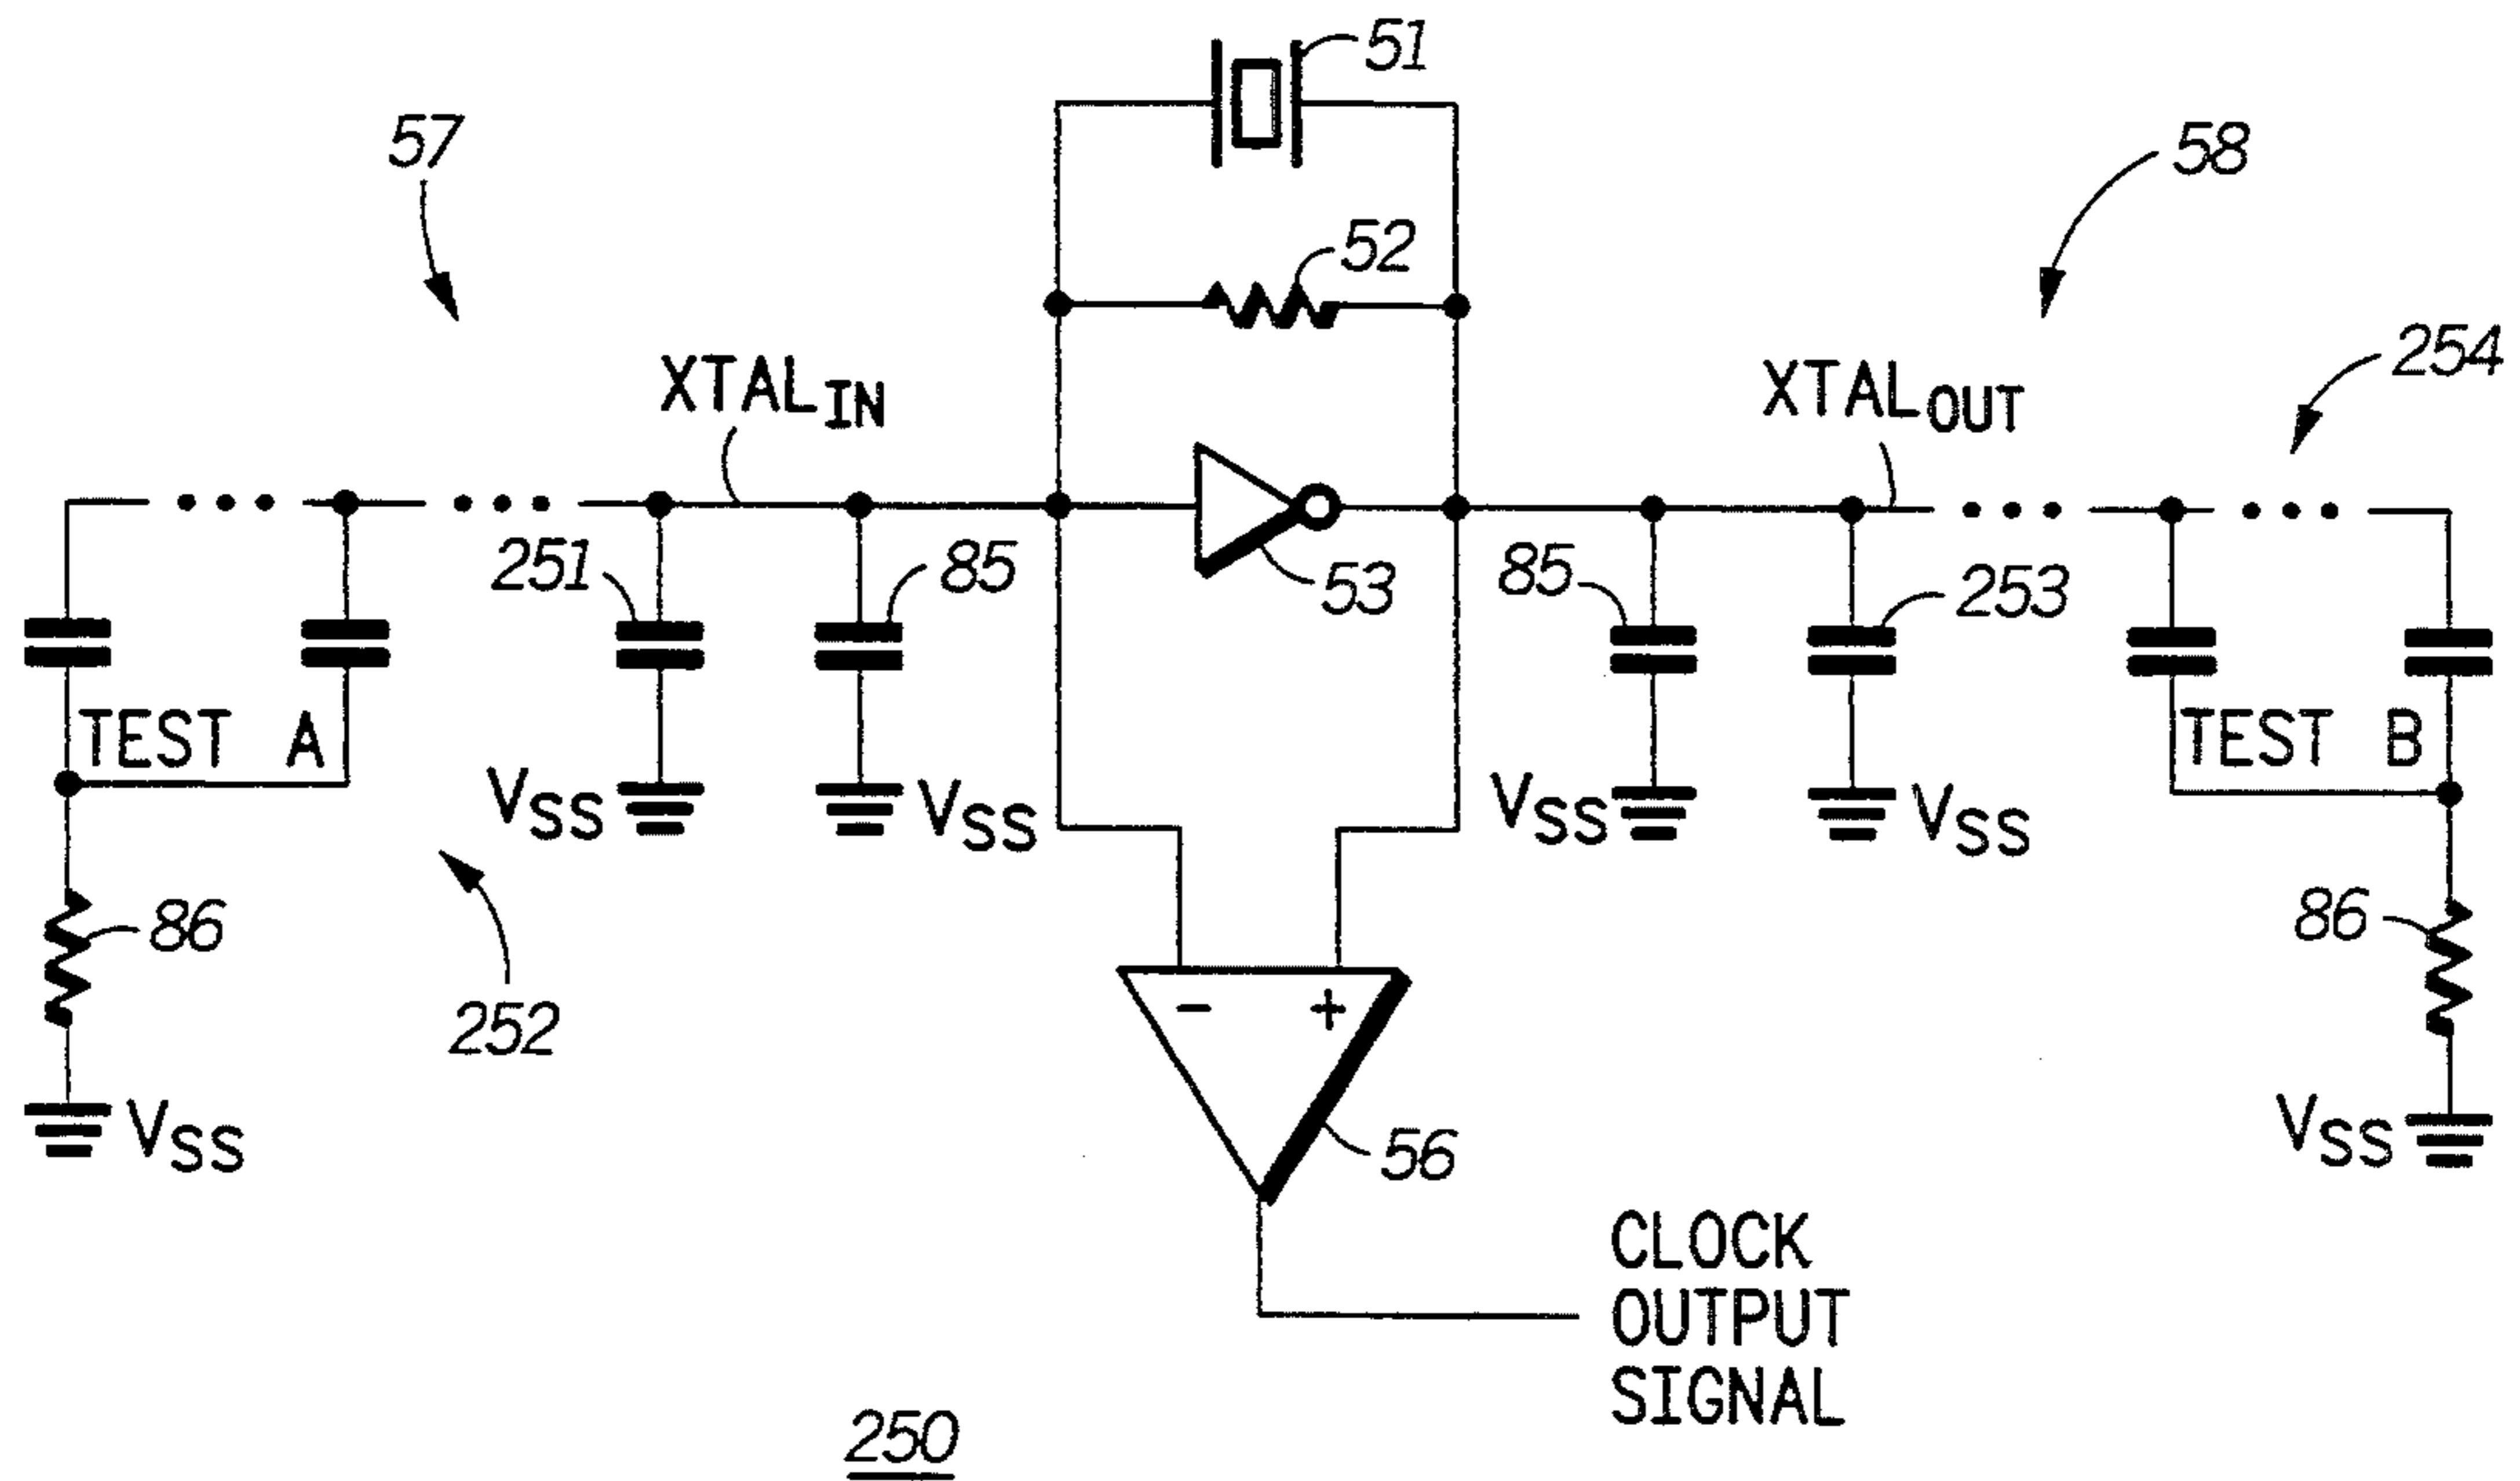 51
57
58
52
254
XTALIN
XTALOUT
251
85
53
85
253
TEST A
TEST B
VSS
VSS
VSS
VSS
86
86
252
- +
VSS
56
VSS
CLOCK
OUTPUT
SIGNAL
250